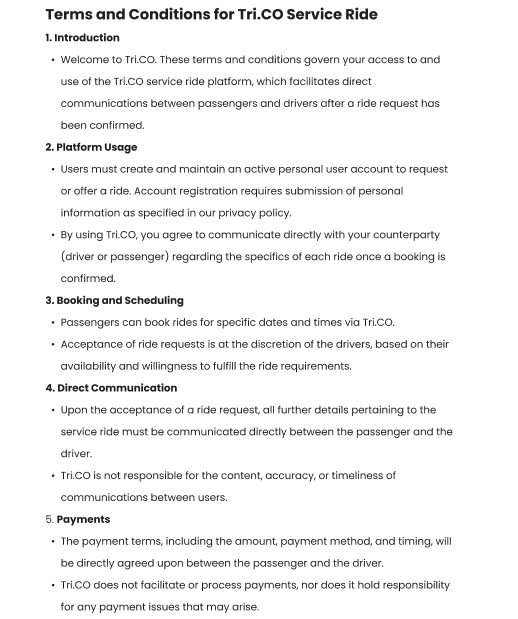 Terms and Conditions for Tri.CO Service Ride
1. Introduction
• Welcome to Tri.CO. These terms and conditions govern your access to and
use of the Tri.CO service ride platform, which facilitates direct
communications between passengers and drivers after a ride request has
been confirmed.
2. Platform Usage
• Users must create and maintain an active personal user account to request
or offer a ride. Account registration requires submission of personal
information as specified in our privacy policy.
• By using Tri.CO, you agree to communicate directly with your counterparty
(driver or passenger) regarding the specifics of each ride once a booking is
confirmed.
3. Booking and Scheduling
• Passengers can book rides for specific dates and times via Tri.CO.
• Acceptance of ride requests is at the discretion of the drivers, based on their
availability and willingness to fulfill the ride requirements.
4. Direct Communication
• Upon the acceptance of a ride request, all further details pertaining to the
service ride must be communicated directly between the passenger and the
driver.
• Tri.CO is not responsible for the content, accuracy, or timeliness of
communications between users.
5. Payments
• The payment terms, including the amount, payment method, and timing, will
be directly agreed upon between the passenger and the driver.
• Tri.CO does not facilitate or process payments, nor does it hold responsibility
for any payment issues that may arise.